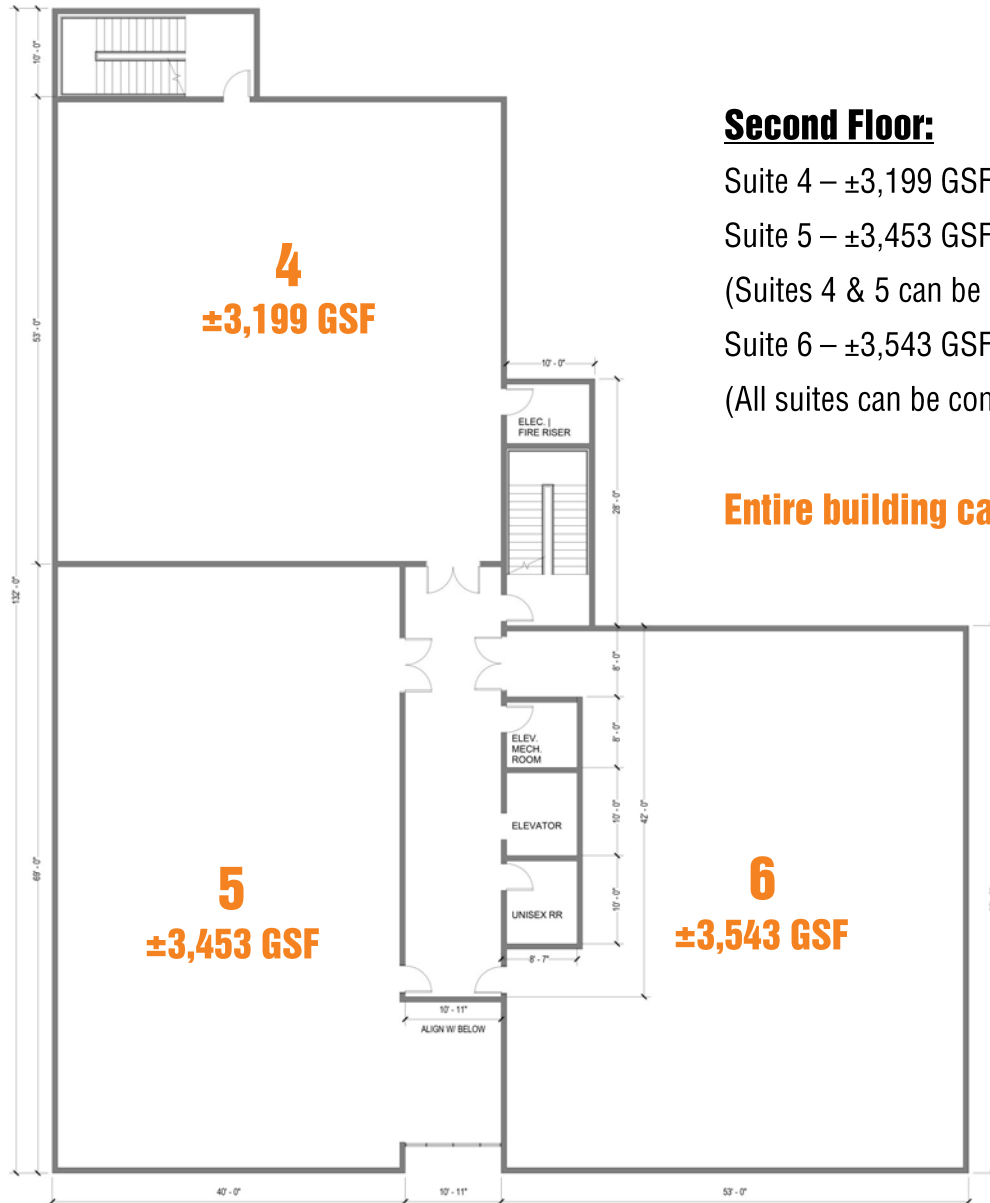 10' - 0"
Second Floor:
Suite 4 – ±3,199 GSF
Suite 5 – ±3,453 GSF
(Suites 4 & 5 can be
Suite 6 – ±3,543 GSF
(All suites can be con
Entire building ca
4
±3,199 GSF
53' - 0"
10' - 0"
ELEC. |
FIRE RISER
28' - 0"
132' - 0"
8' - 0"
ELEV.
MECH.
ROOM
8' - 0"
ELEVATOR
10' - 0"
42' - 0"
69' - 0"
5
±3,453 GSF
6
±3,543 GSF
UNISEX RR
10' - 0"
8' - 7"
10' - 11"
ALIGN W/ BELOW
40' - 0"
10' - 11"
53' - 0"